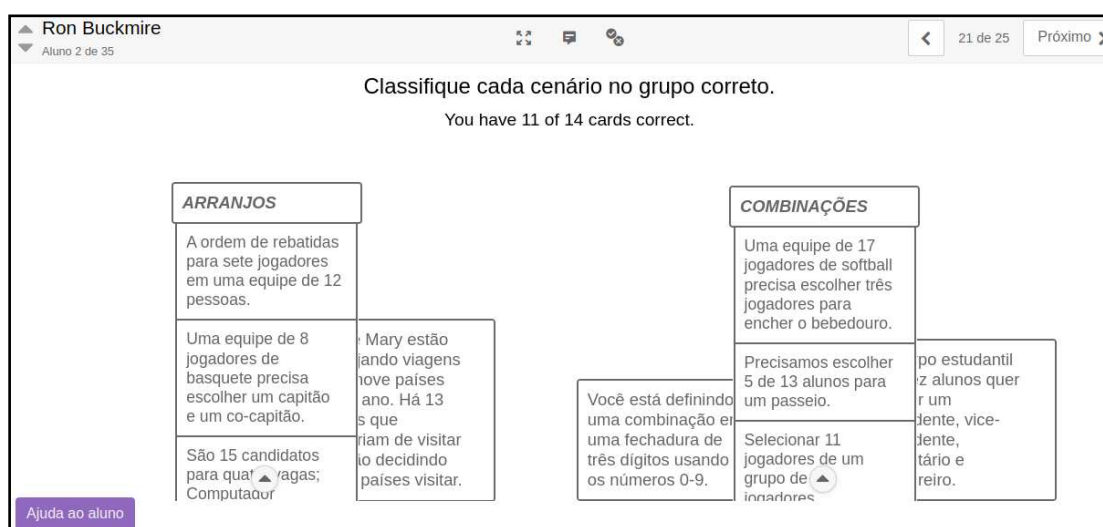 Ron Buckmire
Aluno 2 de 35
21 de 25
Próximo
Classifique cada cenário no grupo correto.
You have 11 of 14 cards correct.
ARRANJOS
A ordem de rebatidas
para sete jogadores
em uma equipe de 12
pessoas.
Uma equipe de 8
jogadores de
basquete precisa
escolher um capitão
e um co-capitão.
São 15 candidatos
para quatro vagas;
Computador
Mary estão
jando viagens
nove países
ano. Há 13
s que
riam de visitar
ão decidindo
países visitar.
Você está definindo
uma combinação
uma fechadura de
três dígitos usando
os números 0-9.
COMBINAÇÕES
Uma equipe de 17
jogadores de softball
precisa escolher três
jogadores para
encher o bebedouro.
Precisamos escolher
5 de 13 alunos para
um passeio.
Selecionar 11
jogadores de um
grupo de
jogadores
po estudantil
ez alunos quer
r um
dente, vice-
dente,
tário e
reiro.
Ajuda ao aluno